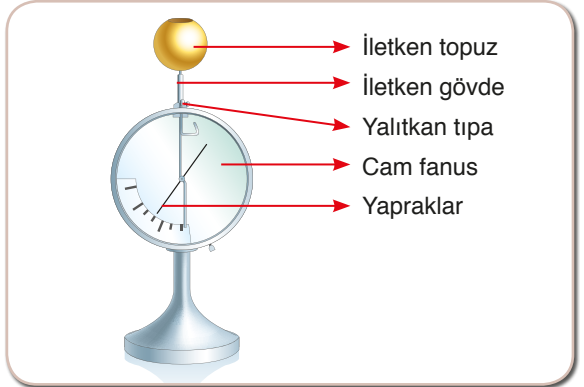 İletken topuz
İletken gövde
Yalıtkan tıpa
Cam fanus
Yapraklar